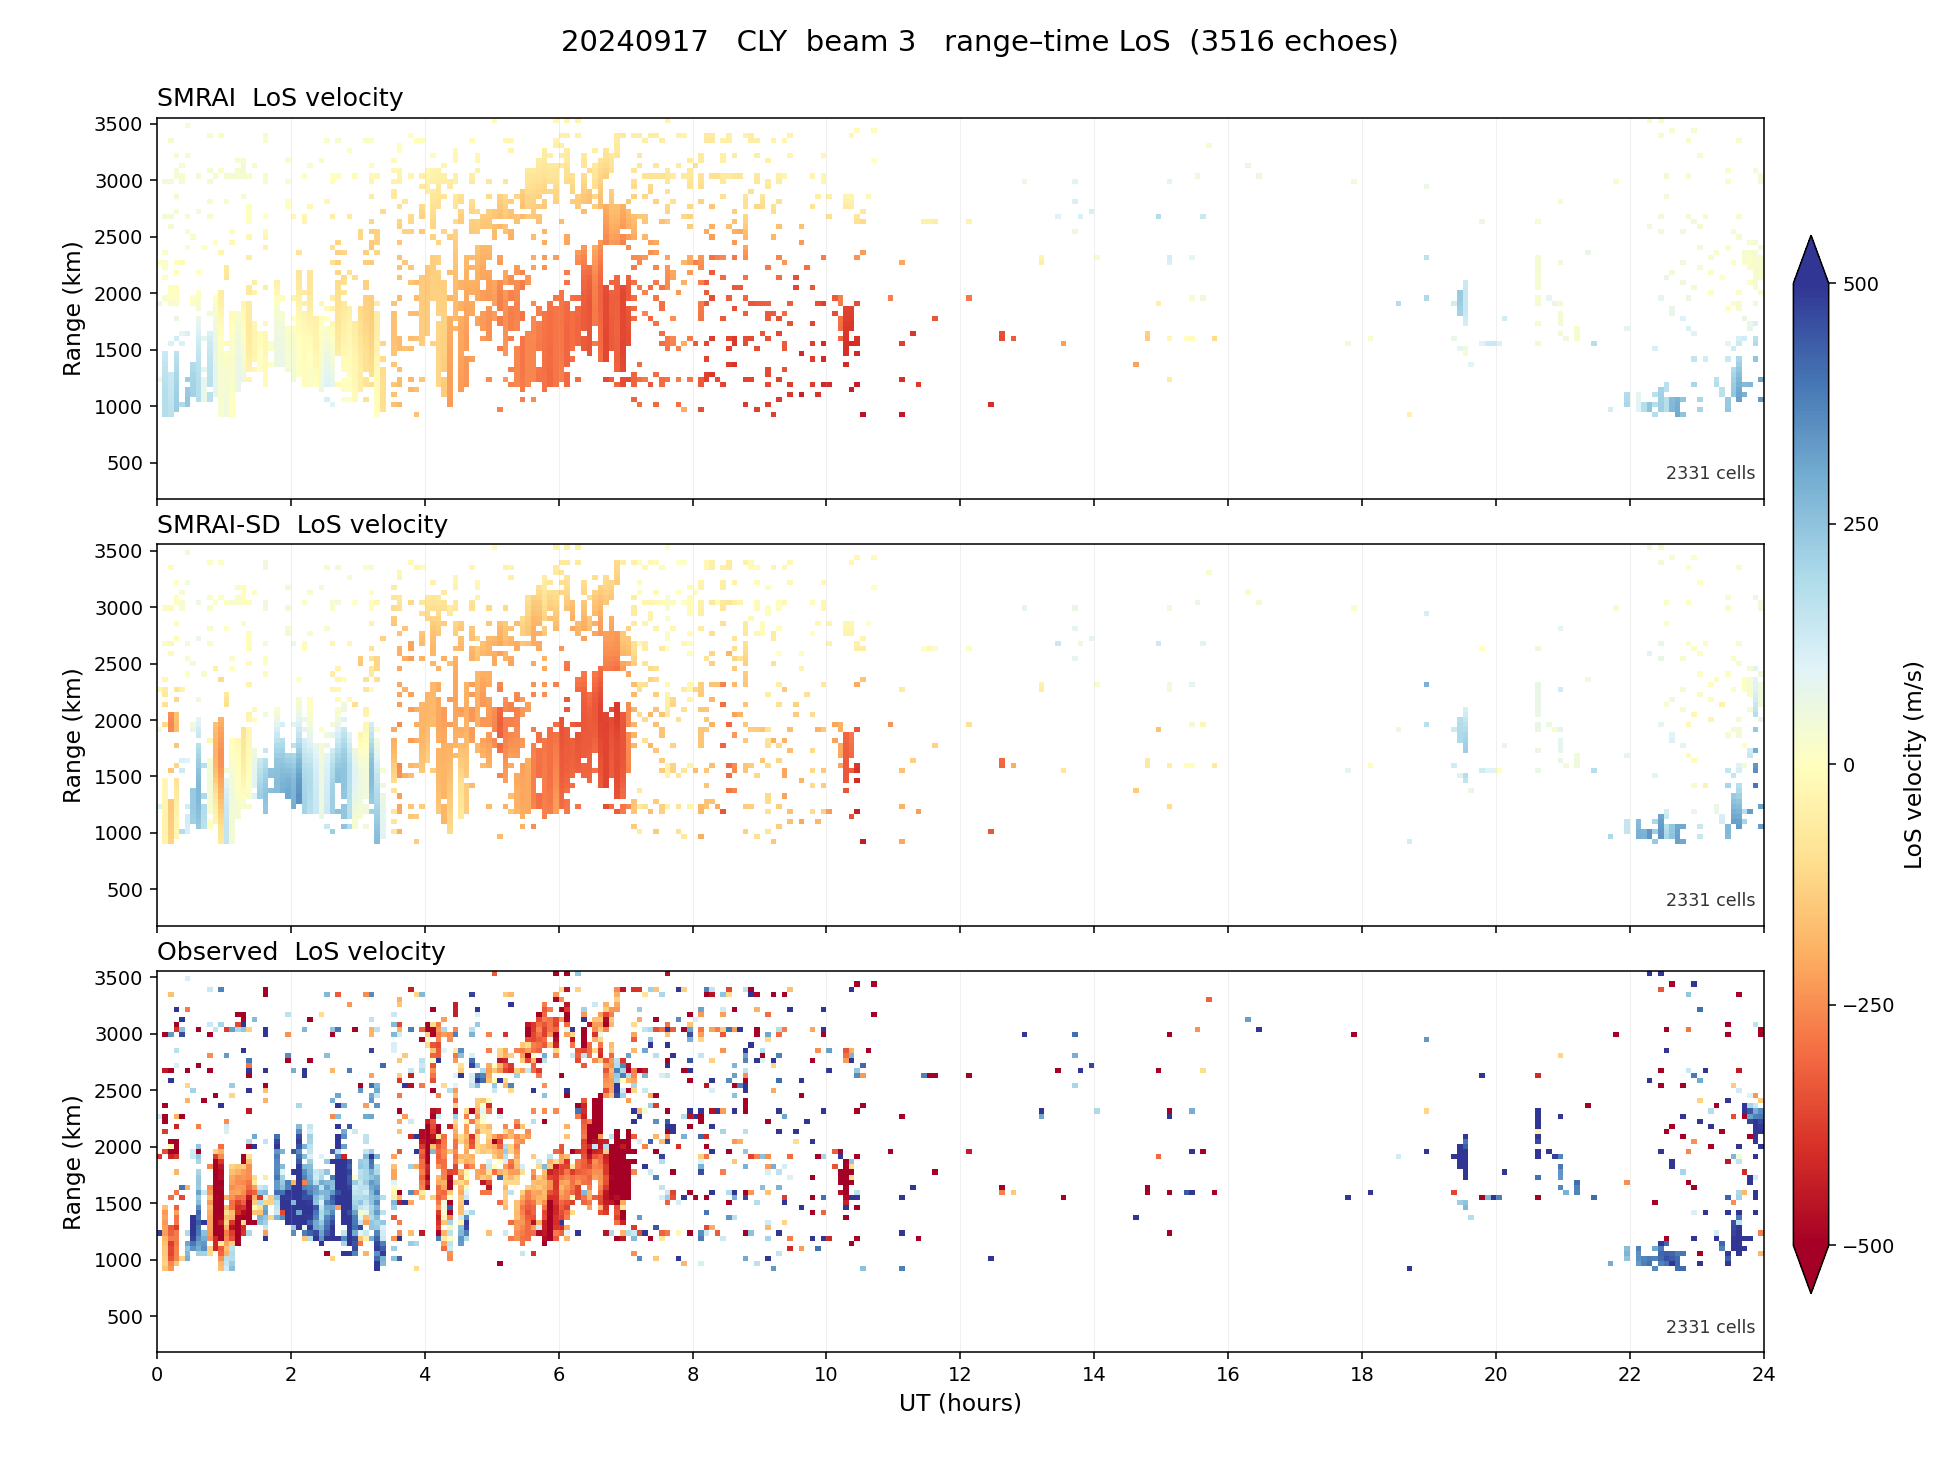 20240917   CLY  beam 3   range–time LoS  (3516 echoes)
SMRAI  LoS velocity
3500
3000
2500
2000
1500
1000
500
Range (km)
2331 cells
SMRAI-SD  LoS velocity
3500
3000
2500
2000
1500
1000
500
Range (km)
2331 cells
Observed  LoS velocity
3500
3000
2500
2000
1500
1000
500
Range (km)
2331 cells
0 2 4 6 8 10 12 14 16 18 20 22 24
UT (hours)
500
250
0
−250
−500
LoS velocity (m/s)